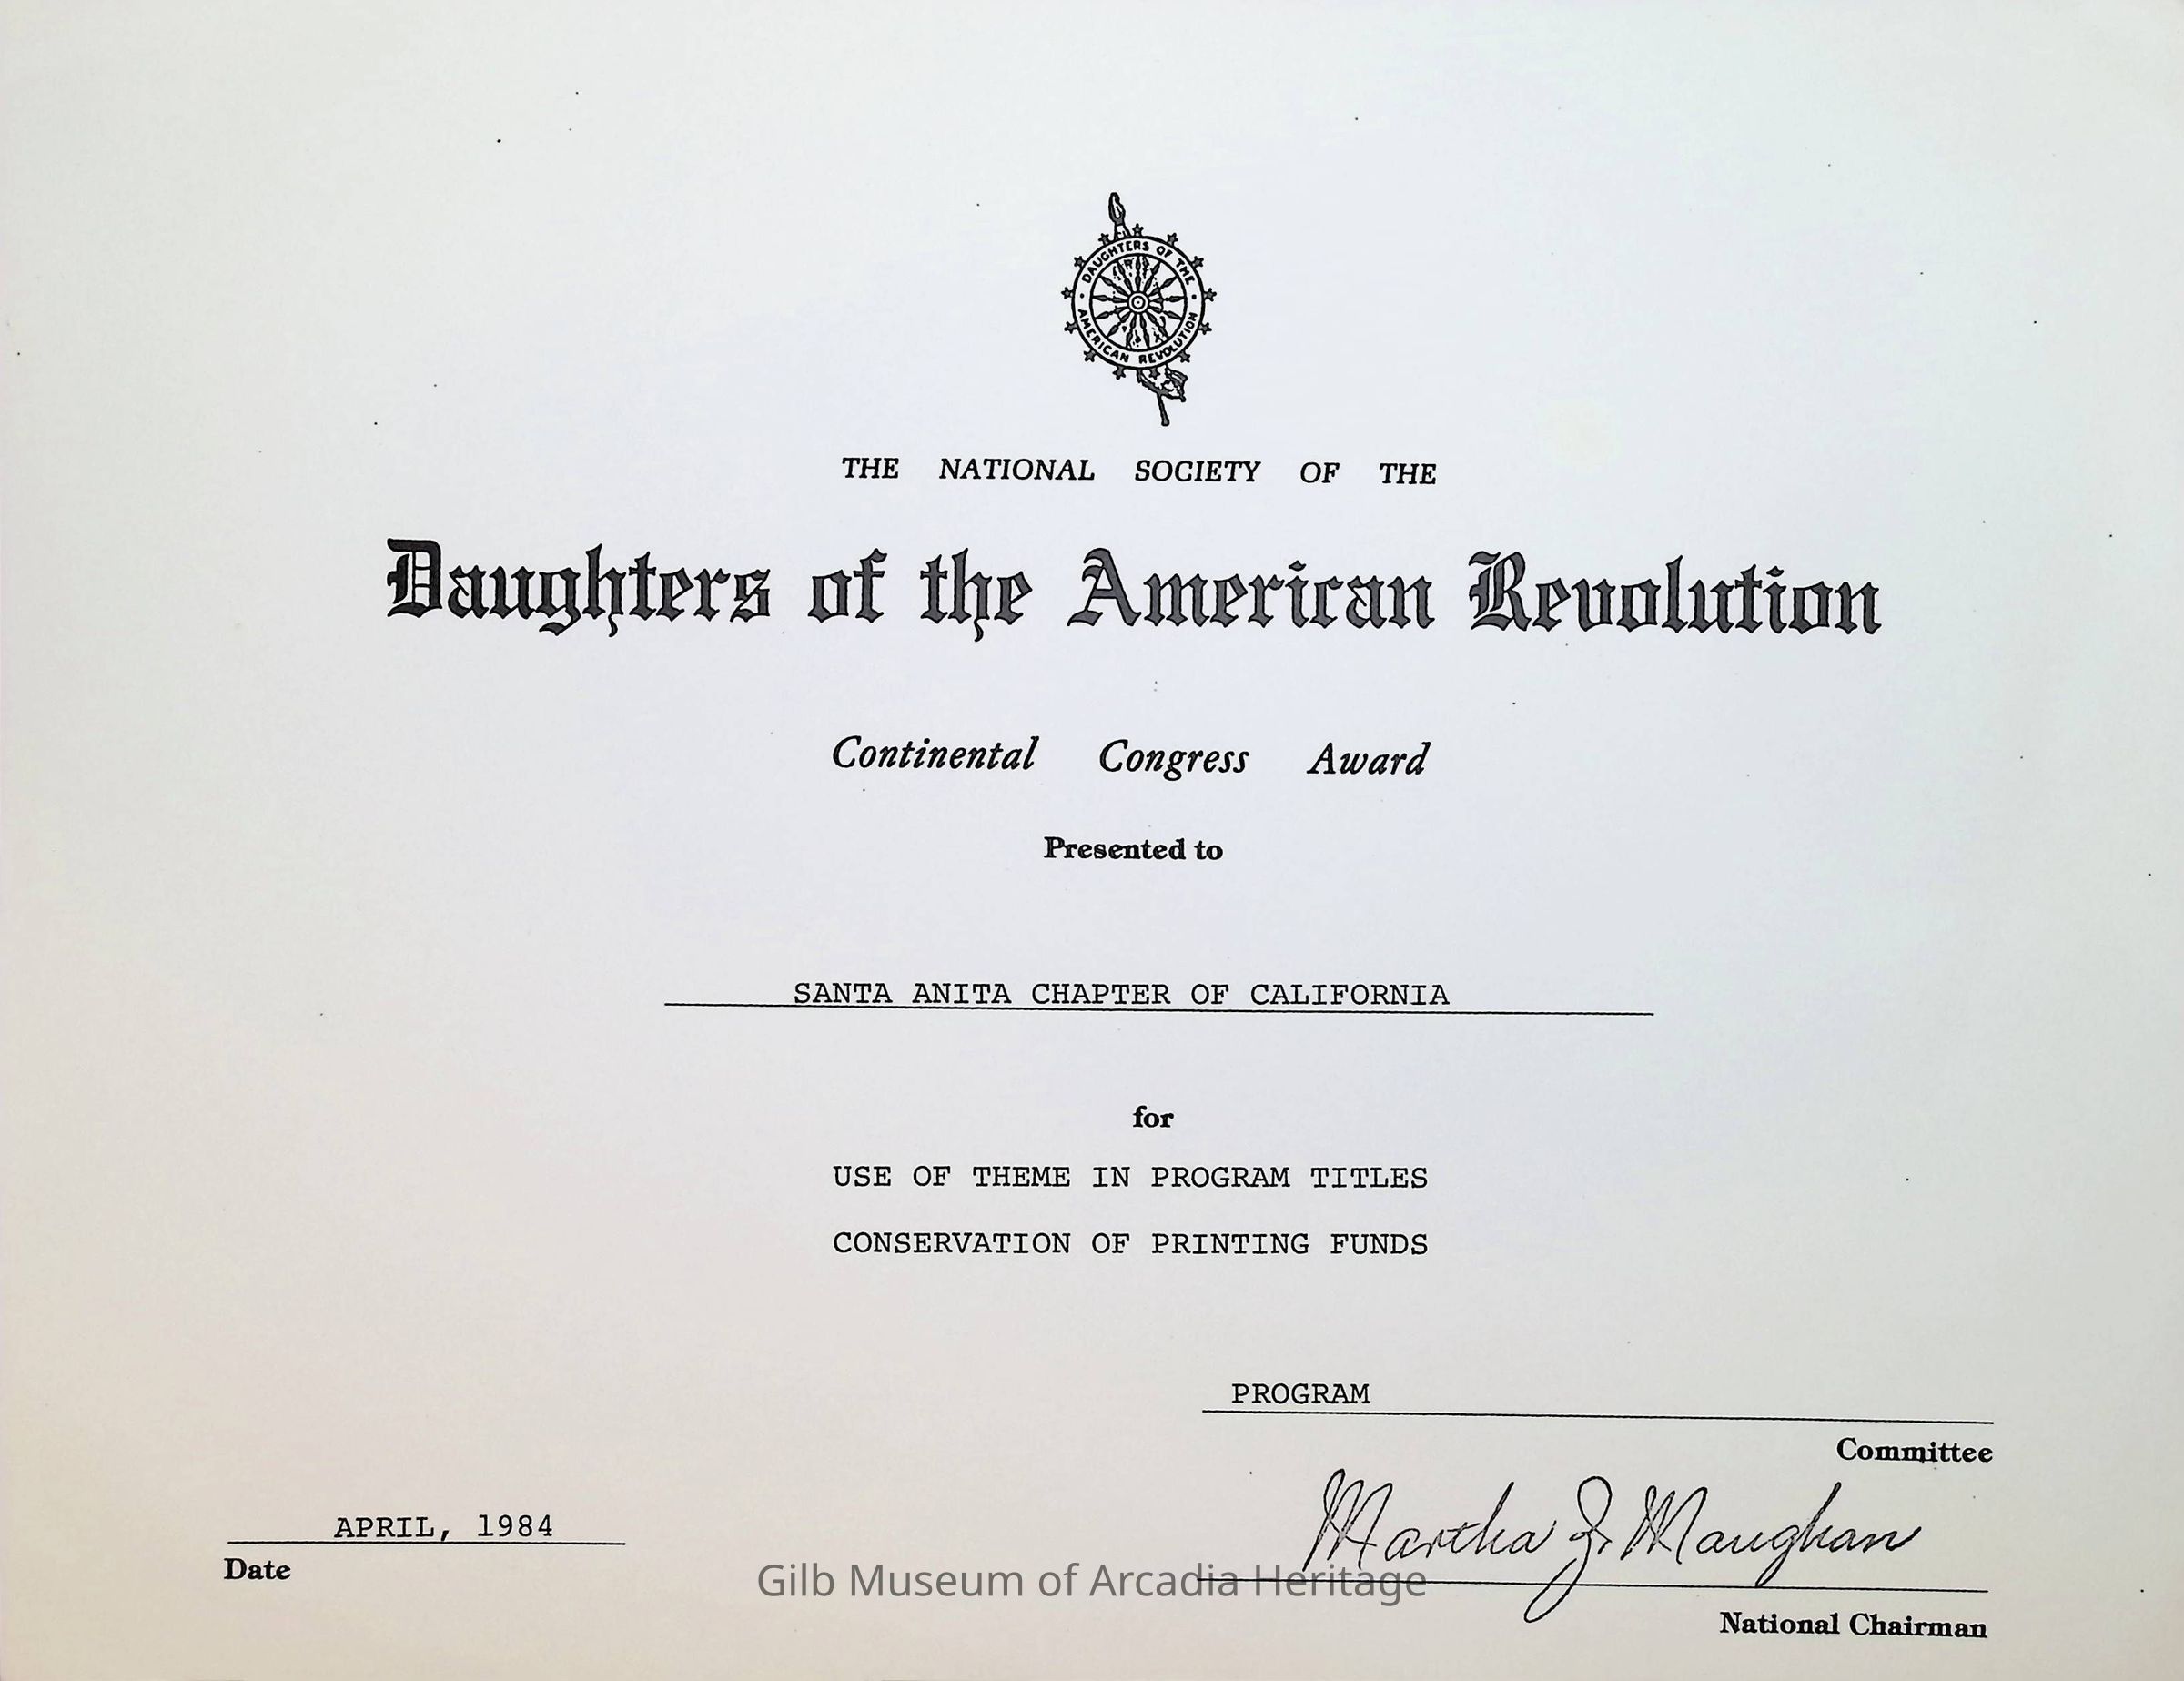 DAUGHTERS OF THE
AMERICAN REVOLUTION
THE NATIONAL SOCIETY OF THE
Daughters of the American Revolution
Continental Congress Award
Presented to
SANTA ANITA CHAPTER OF CALIFORNIA
for
USE OF THEME IN PROGRAM TITLES
CONSERVATION OF PRINTING FUNDS
PROGRAM
Committee
APRIL, 1984
Date
Martha Z. Maughan
National Chairman
Gilb Museum of Arcadia Heritage